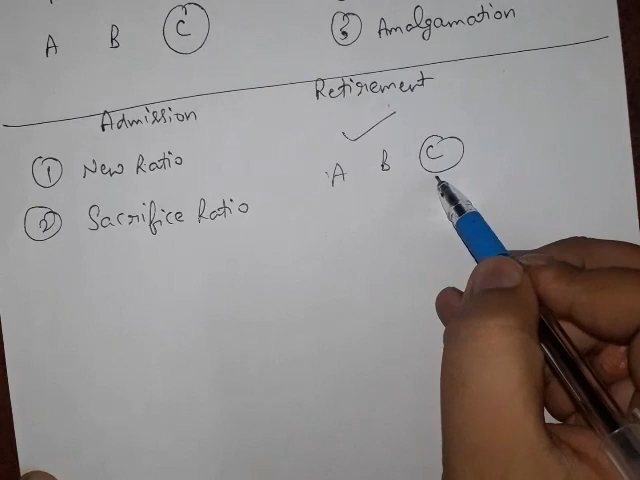 A B C
③ Amalgamation
Admission
Retirement
① New Ratio
② Sacrifice Ratio
A B C